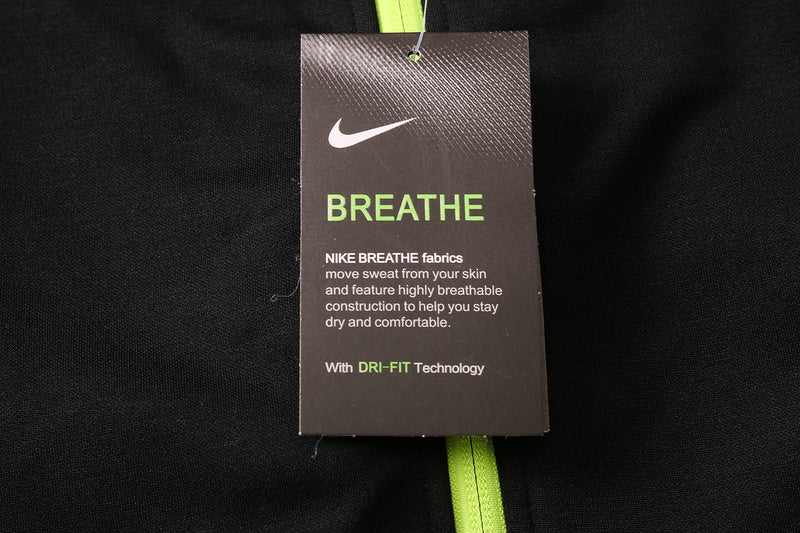 BREATHE
NIKE BREATHE fabrics
move sweat from your skin
and feature highly breathable
construction to help you stay
dry and comfortable.
With DRI-FIT Technology